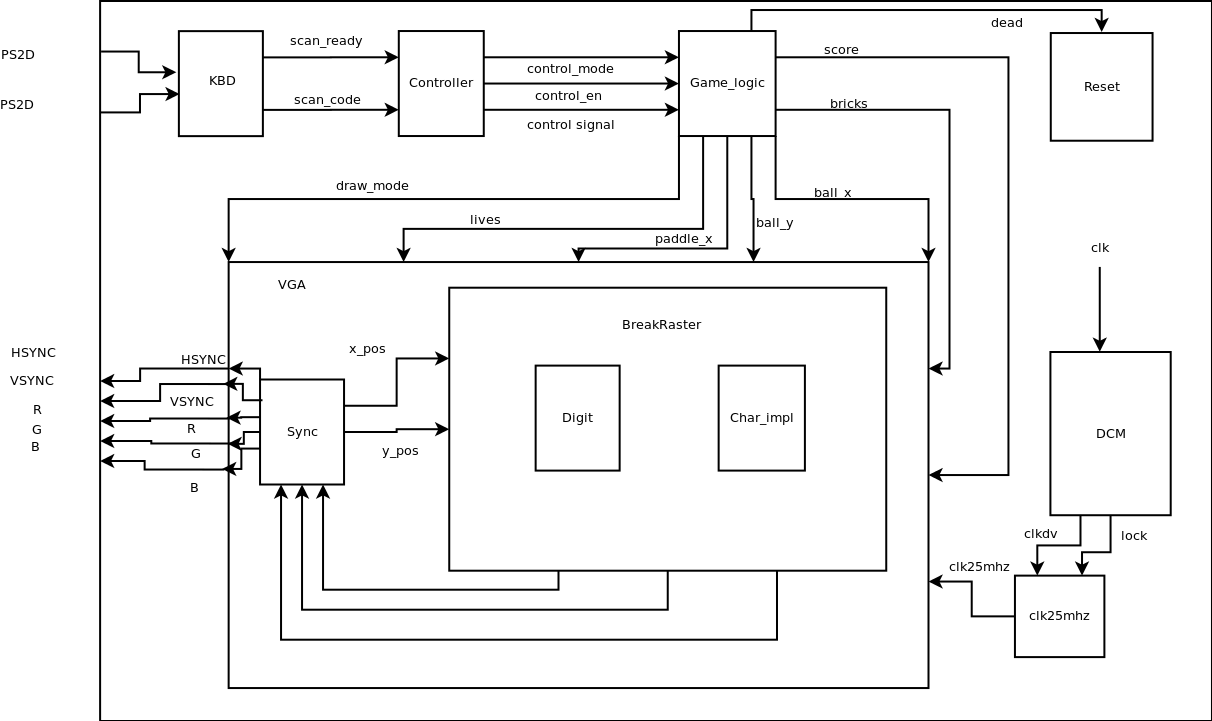 dead
scan_ready
score
PS2D
KBD
Controller
Game_logic
Reset
control_mode
scan_code
control_en
bricks
PS2D
control signal
draw_mode
ball_x
lives
ball_y
paddle_x
clk
VGA
BreakRaster
x_pos
HSYNC
HSYNC
VSYNC
VSYNC
R
Digit
Char_impl
R
Sync
G
DCM
B
y_pos
G
B
clkdv
lock
clk25mhz
clk25mhz